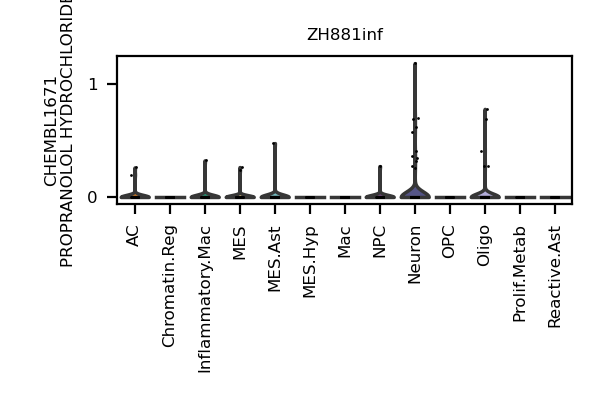 ZH881inf
CHEMBL1671
PROPRANOLOL HYDROCHLORIDE
1
0
AC
Chromatin.Reg
Inflammatory.Mac
MES
MES.Ast
MES.Hyp
Mac
NPC
Neuron
OPC
Oligo
Prolif.Metab
Reactive.Ast